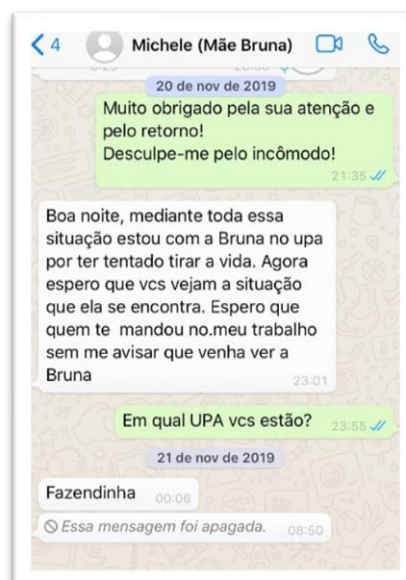 4 Michele (Mãe Bruna)
20 de nov de 2019
Muito obrigado pela sua atenção e
pelo retorno!
Desculpe-me pelo incômodo!
21:35
Boa noite, mediante toda essa
situação estou com a Bruna no upa
por ter tentado tirar a vida. Agora
espero que vcs vejam a situação
que ela se encontra. Espero que
quem te mandou no.meu trabalho
sem me avisar que venha ver a
Bruna
23:01
Em qual UPA vcs estão? 23:55
21 de nov de 2019
Fazendinha 00:06
Essa mensagem foi apagada. 08:50